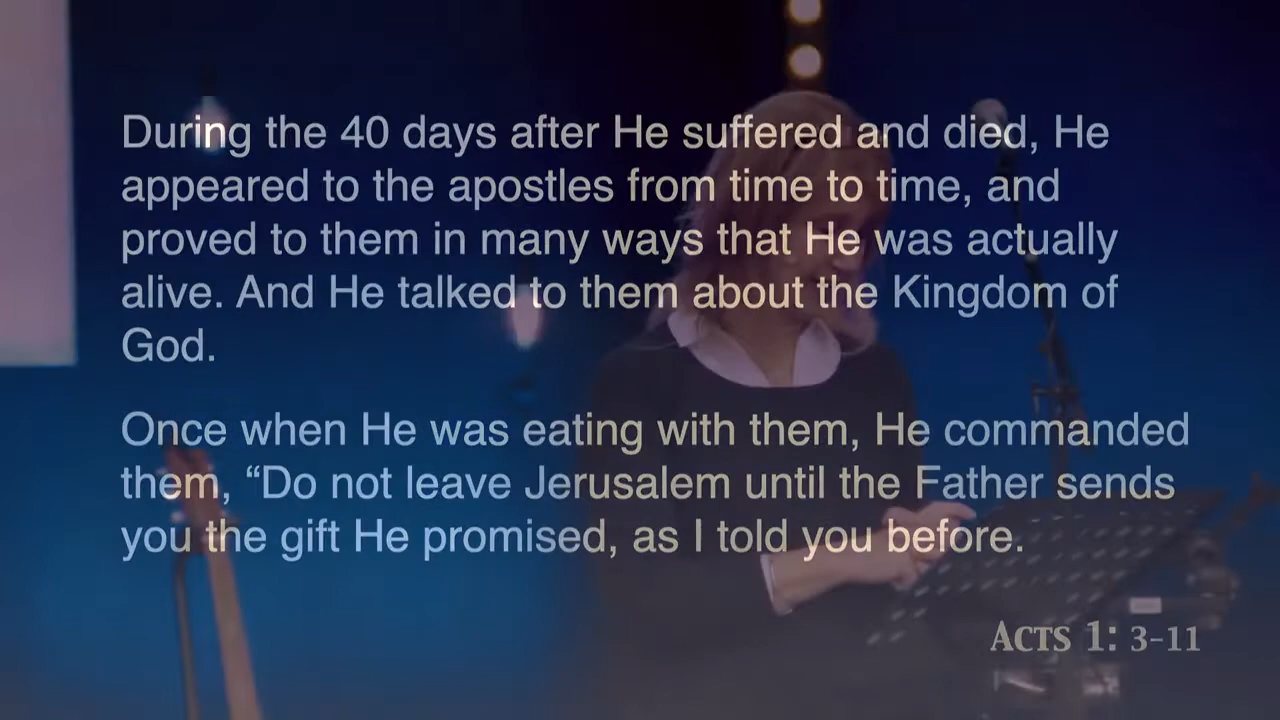 During the 40 days after He suffered and died, He
appeared to the apostles from time to time, and
proved to them in many ways that He was actually
alive. And He talked to them about the Kingdom of
God.
Once when He was eating with them, He commanded
them, “Do not leave Jerusalem until the Father sends
you the gift He promised, as I told you before.
Acts 1: 3-11